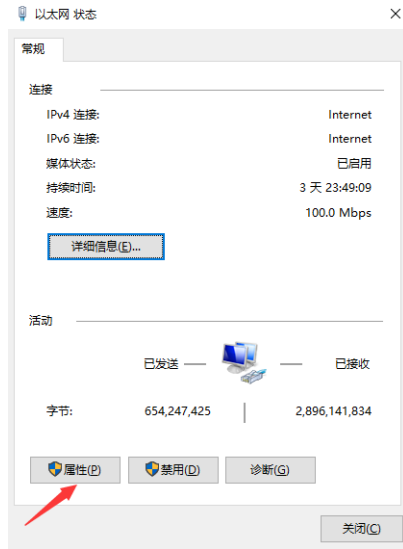 以太网 状态
常规
连接
IPv4 连接: Internet
IPv6 连接: Internet
媒体状态: 已启用
持续时间: 3 天 23:49:09
速度: 100.0 Mbps
详细信息(E)...
活动
已发送 — — 已接收
字节: 654,247,425 2,896,141,834
属性(P) 禁用(D) 诊断(G)
关闭(C)